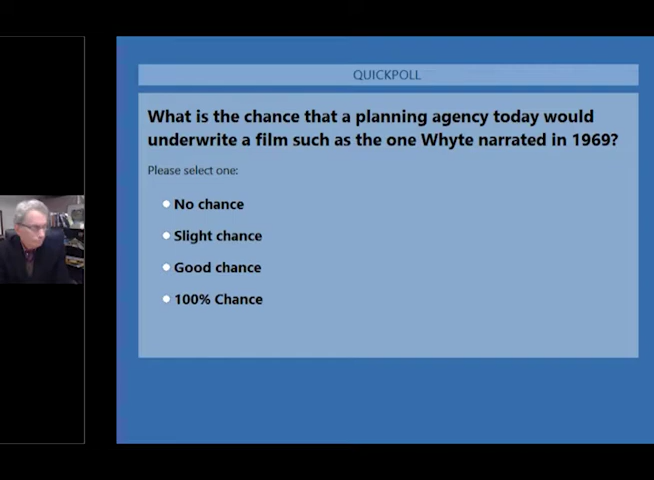 QUICKPOLL
What is the chance that a planning agency today would
underwrite a film such as the one Whyte narrated in 1969?
Please select one:
No chance
Slight chance
Good chance
100% Chance